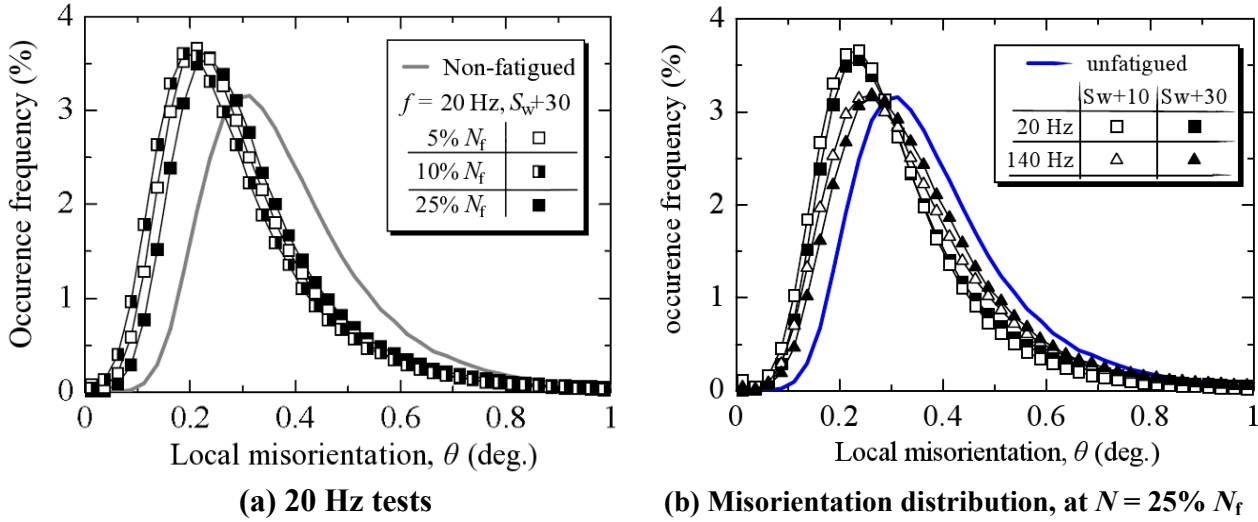 4
3
2
1
0
Occurence frequency (%)
Non-fatigued
f = 20 Hz, Sw+30
5% Nf
10% Nf
25% Nf
0 0.2 0.4 0.6 0.8 1
Local misorientation, θ (deg.)
(a) 20 Hz tests
4
3
2
1
0
occurence frequency (%)
unfatigued
Sw+10 Sw+30
20 Hz
140 Hz
0 0.2 0.4 0.6 0.8 1
Local misorientation, θ (deg.)
(b) Misorientation distribution, at N = 25% Nf